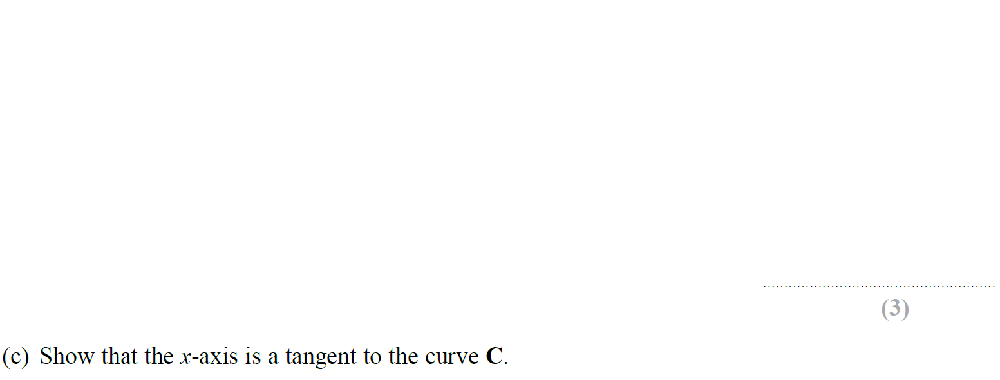 ....................................................
(3)
(c) Show that the x-axis is a tangent to the curve C.